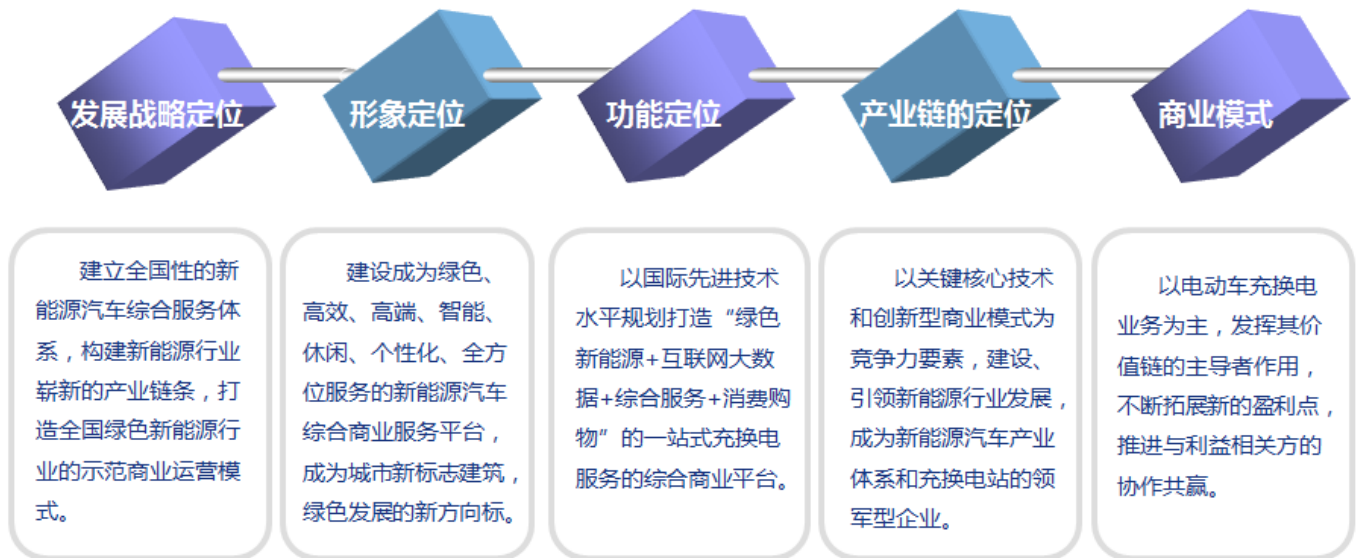 发展战略定位
形象定位
功能定位
产业链的定位
商业模式
建立全国性的新
能源汽车综合服务体
系，构建新能源行业
崭新的产业链条，打
造全国绿色新能源行
业的示范商业运营模
式。
建设成为绿色、
高效、高端、智能、
休闲、个性化、全方
位服务的新能源汽车
综合商业服务平台，
成为城市新标志建筑，
绿色发展的新方向标。
以国际先进技术
水平规划打造“绿色
新能源+互联网大数
据+综合服务+消费购
物”的一站式充换电
服务的综合商业平台。
以关键核心技术
和创新型商业模式为
竞争力要素，建设、
引领新能源行业发展，
成为新能源汽车产业
体系和充换电站的领
军型企业。
以电动车充换电
业务为主，发挥其价
值链的主导者作用，
不断拓展新的盈利点，
推进与利益相关方的
协作共赢。